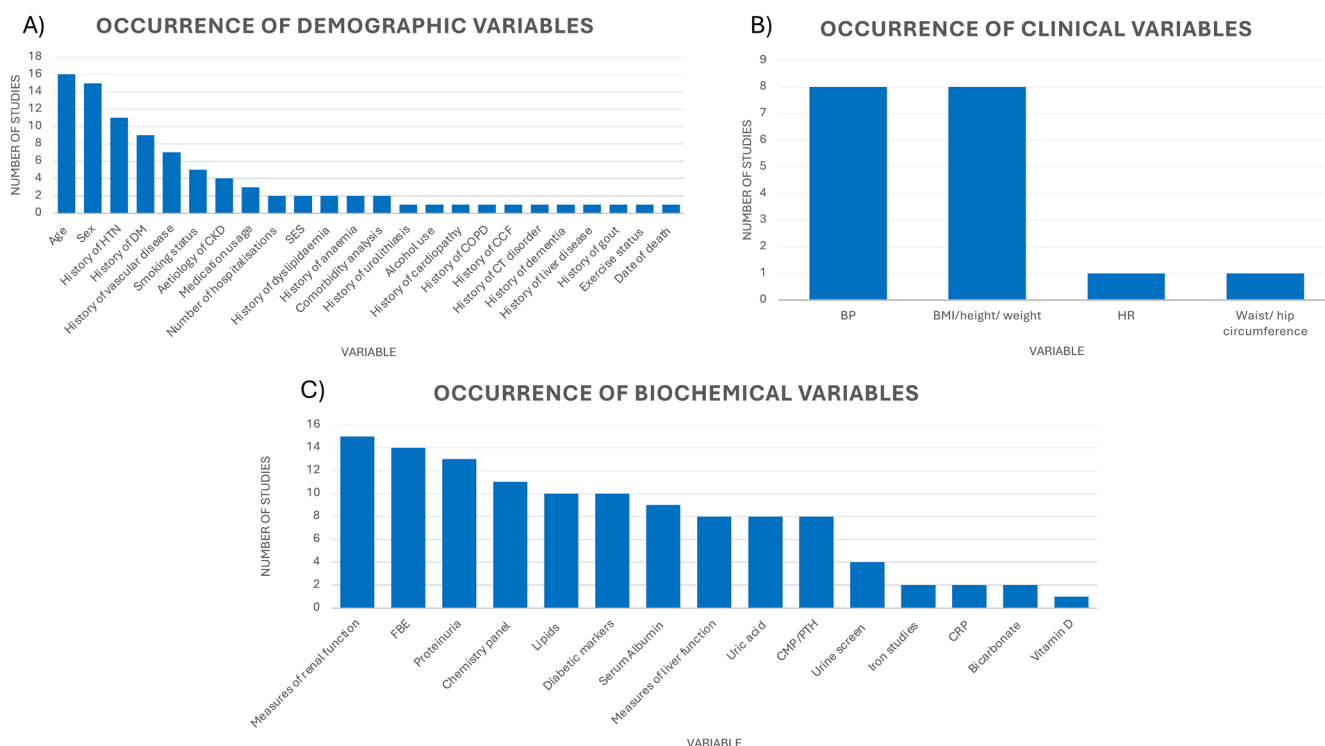 A)
OCCURRENCE OF DEMOGRAPHIC VARIABLES
NUMBER OF STUDIES
18
16
14
12
10
8
6
4
2
0
Age
Sex
History of HTN
History of DM
History of vascular disease
Smoking status
Aetiology of CKD
Medication usage
Number of hospitalisations
SES
History of dyslipidaemia
History of anaemia
Comorbidity analysis
History of urolithiasis
Alcohol use
History of cardiopathy
History of COPD
History of CCF
History of CT disorder
History of dementia
History of liver disease
History of gout
Exercise status
Date of death
VARIABLE
B)
OCCURRENCE OF CLINICAL VARIABLES
NUMBER OF STUDIES
9
8
7
6
5
4
3
2
1
0
BP
BMI/height/ weight
HR
Waist/ hip
circumference
VARIABLE
C)
OCCURRENCE OF BIOCHEMICAL VARIABLES
NUMBER OF STUDIES
16
14
12
10
8
6
4
2
0
Measures of renal function
FBE
Proteinuria
Chemistry panel
Lipids
Diabetic markers
Serum Albumin
Measures of liver function
Uric acid
CMP/PTH
Urine screen
Iron studies
CRP
Bicarbonate
Vitamin D
VARIABLE